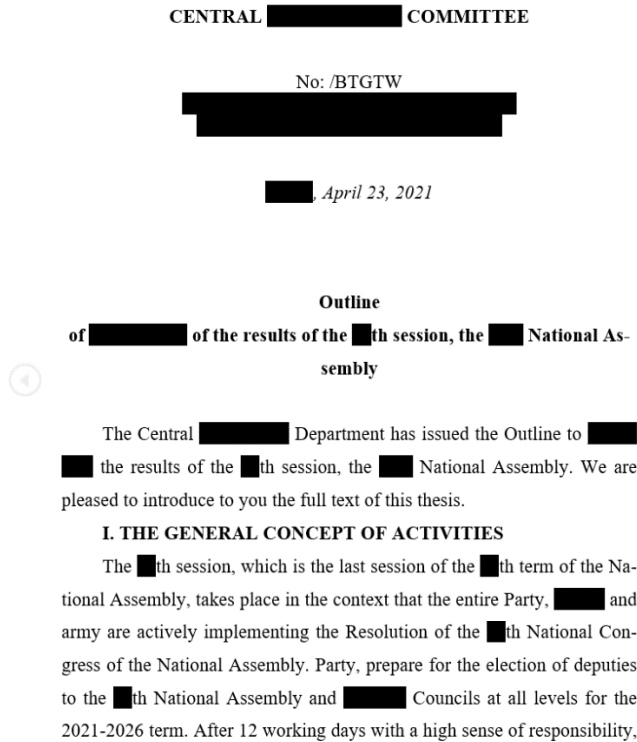 CENTRAL COMMITTEE
No: /BTGTW
, April 23, 2021
Outline
of of the results of the th session, the National As-
sembly
The Central Department has issued the Outline to
the results of the th session, the National Assembly. We are
pleased to introduce to you the full text of this thesis.
I. THE GENERAL CONCEPT OF ACTIVITIES
The th session, which is the last session of the th term of the Na-
tional Assembly, takes place in the context that the entire Party, and
army are actively implementing the Resolution of the th National Con-
gress of the National Assembly. Party, prepare for the election of deputies
to the th National Assembly and Councils at all levels for the
2021-2026 term. After 12 working days with a high sense of responsibility,